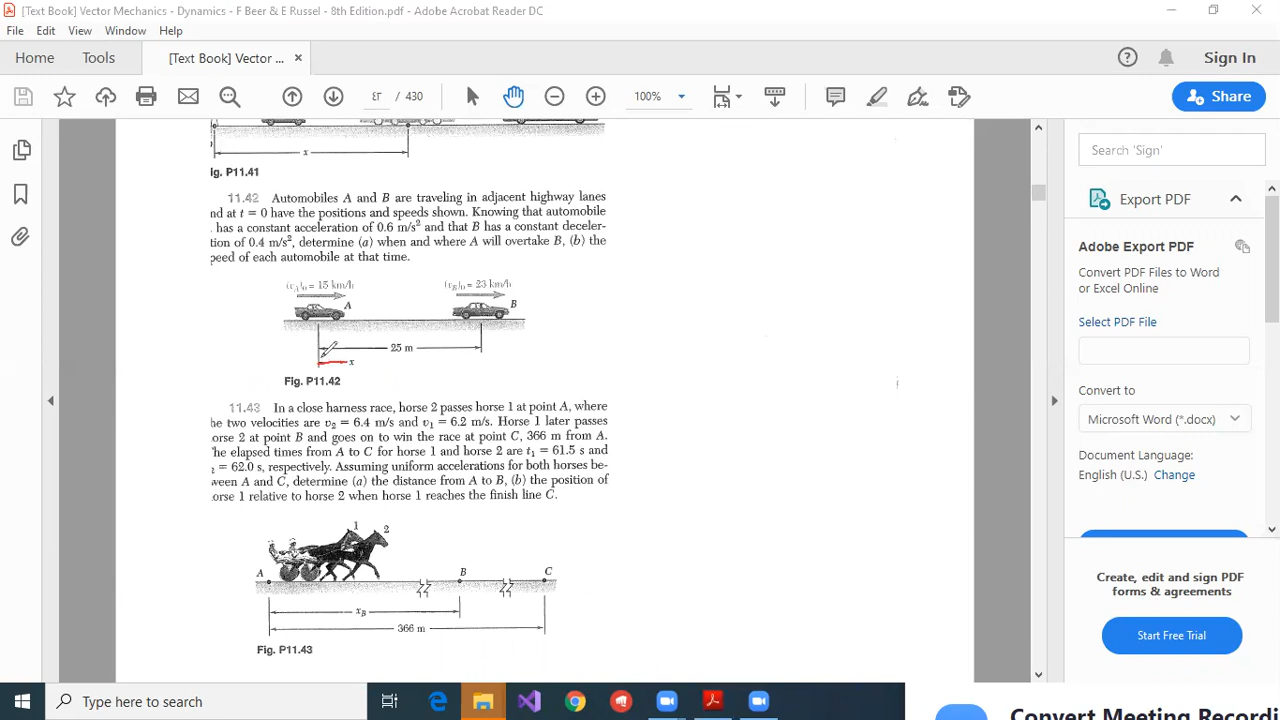 [Text Book] Vector Mechanics - Dynamics - F Beer & E Russel - 8th Edition.pdf - Adobe Acrobat Reader DC
File Edit View Window Help
Home Tools [Text Book] Vector ... × Sign In
/ 430 100% Share
x
Ig. P11.41
11.42 Automobiles A and B are traveling in adjacent highway lanes
nd at t = 0 have the positions and speeds shown. Knowing that automobile
has a constant acceleration of 0.6 m/s² and that B has a constant deceler-
tion of 0.4 m/s², determine (a) when and where A will overtake B, (b) the
peed of each automobile at that time.
(vA)0 = 15 km/h (vB)0 = 23 km/h
A B
25 m
x
Fig. P11.42
11.43 In a close harness race, horse 2 passes horse 1 at point A, where
he two velocities are v2 = 6.4 m/s and v1 = 6.2 m/s. Horse 1 later passes
orse 2 at point B and goes on to win the race at point C, 366 m from A.
he elapsed times from A to C for horse 1 and horse 2 are t1 = 61.5 s and
2 = 62.0 s, respectively. Assuming uniform accelerations for both horses be-
ween A and C, determine (a) the distance from A to B, (b) the position of
orse 1 relative to horse 2 when horse 1 reaches the finish line C.
1 2
A B C
xB
366 m
Fig. P11.43
Search 'Sign'
Export PDF
Adobe Export PDF
Convert PDF Files to Word
or Excel Online
Select PDF File
Convert to
Microsoft Word (*.docx)
Document Language:
English (U.S.) Change
Create, edit and sign PDF
forms & agreements
Start Free Trial
Type here to search
Convert Meeting Recordi